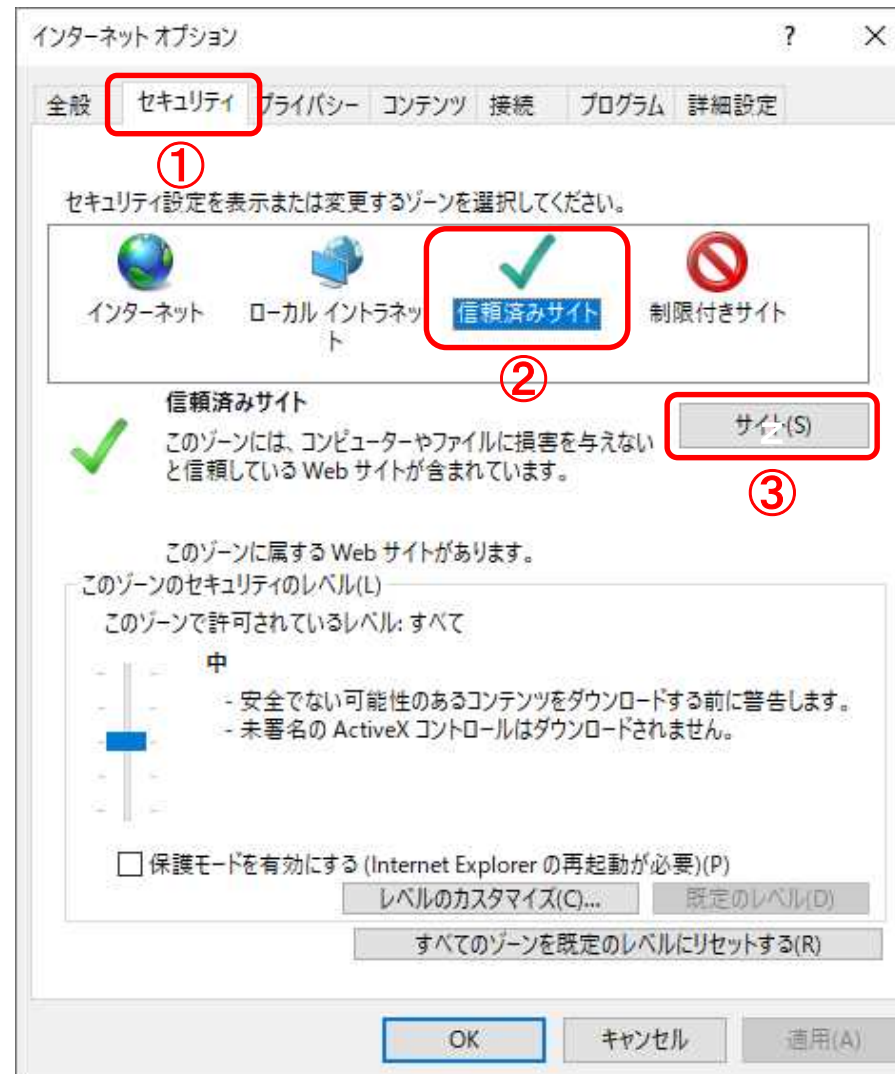 インターネット オプション ? ×
全般 セキュリティ プライバシー コンテンツ 接続 プログラム 詳細設定
①
セキュリティ設定を表示または変更するゾーンを選択してください。
インターネット ローカル イントラネッ
ト 信頼済みサイト 制限付きサイト
②
信頼済みサイト
サイト(S)
③
このゾーンには、コンピューターやファイルに損害を与えない
と信頼している Web サイトが含まれています。
このゾーンに属する Web サイトがあります。
このゾーンのセキュリティのレベル(L)
このゾーンで許可されているレベル: すべて
中
- 安全でない可能性のあるコンテンツをダウンロードする前に警告します。
- 未署名の ActiveX コントロールはダウンロードされません。
保護モードを有効にする (Internet Explorer の再起動が必要)(P)
レベルのカスタマイズ(C)... 既定のレベル(D)
すべてのゾーンを既定のレベルにリセットする(R)
OK キャンセル 適用(A)